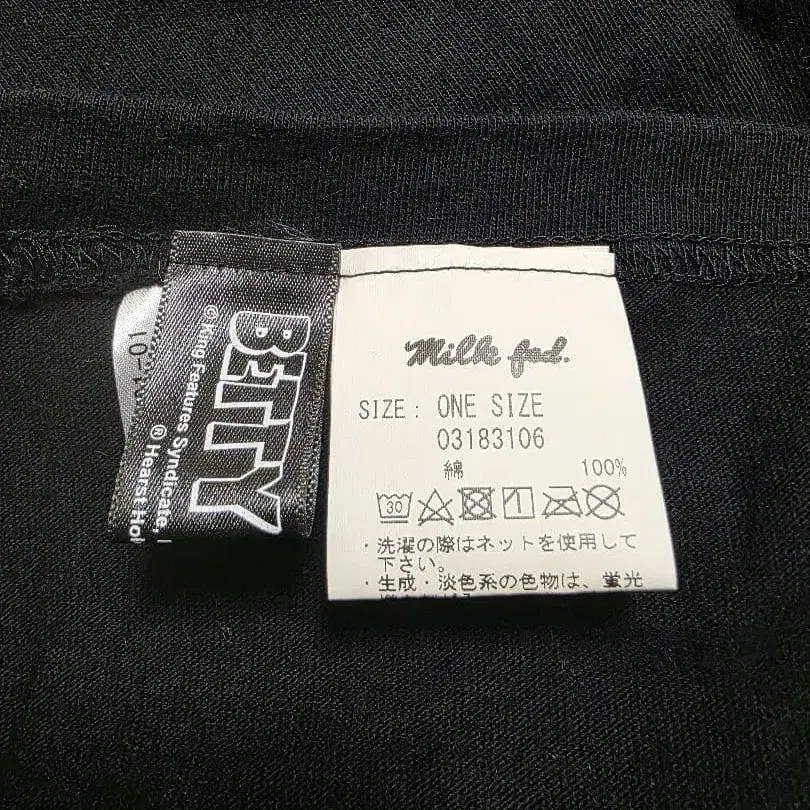 BETTY
© King Features Syndicate, I
® Hearst Hol
10-
Milk fed.
SIZE : ONE SIZE
03183106
綿 100%
30
・洗濯の際はネットを使用して
下さい。
・生成・淡色系の色物は、蛍光